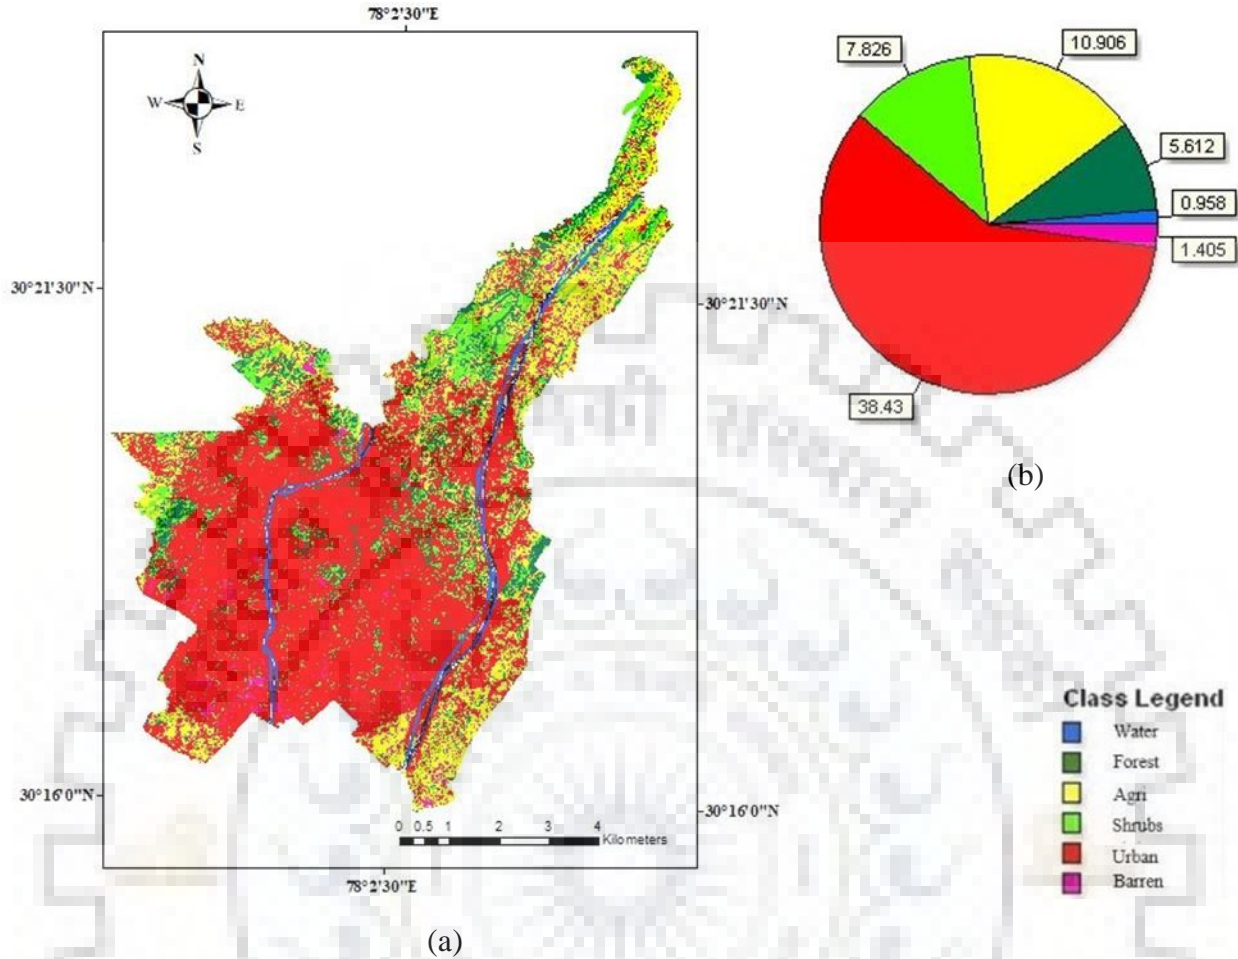 78°2'30"E
N
W E
S
30°21'30"N
30°21'30"N
30°16'0"N
30°16'0"N
0 0.5 1 2 3 4
Kilometers
78°2'30"E
(a)
7.826
10.906
5.612
0.958
1.405
38.43
(b)
Class Legend
Water
Forest
Agri
Shrubs
Urban
Barren